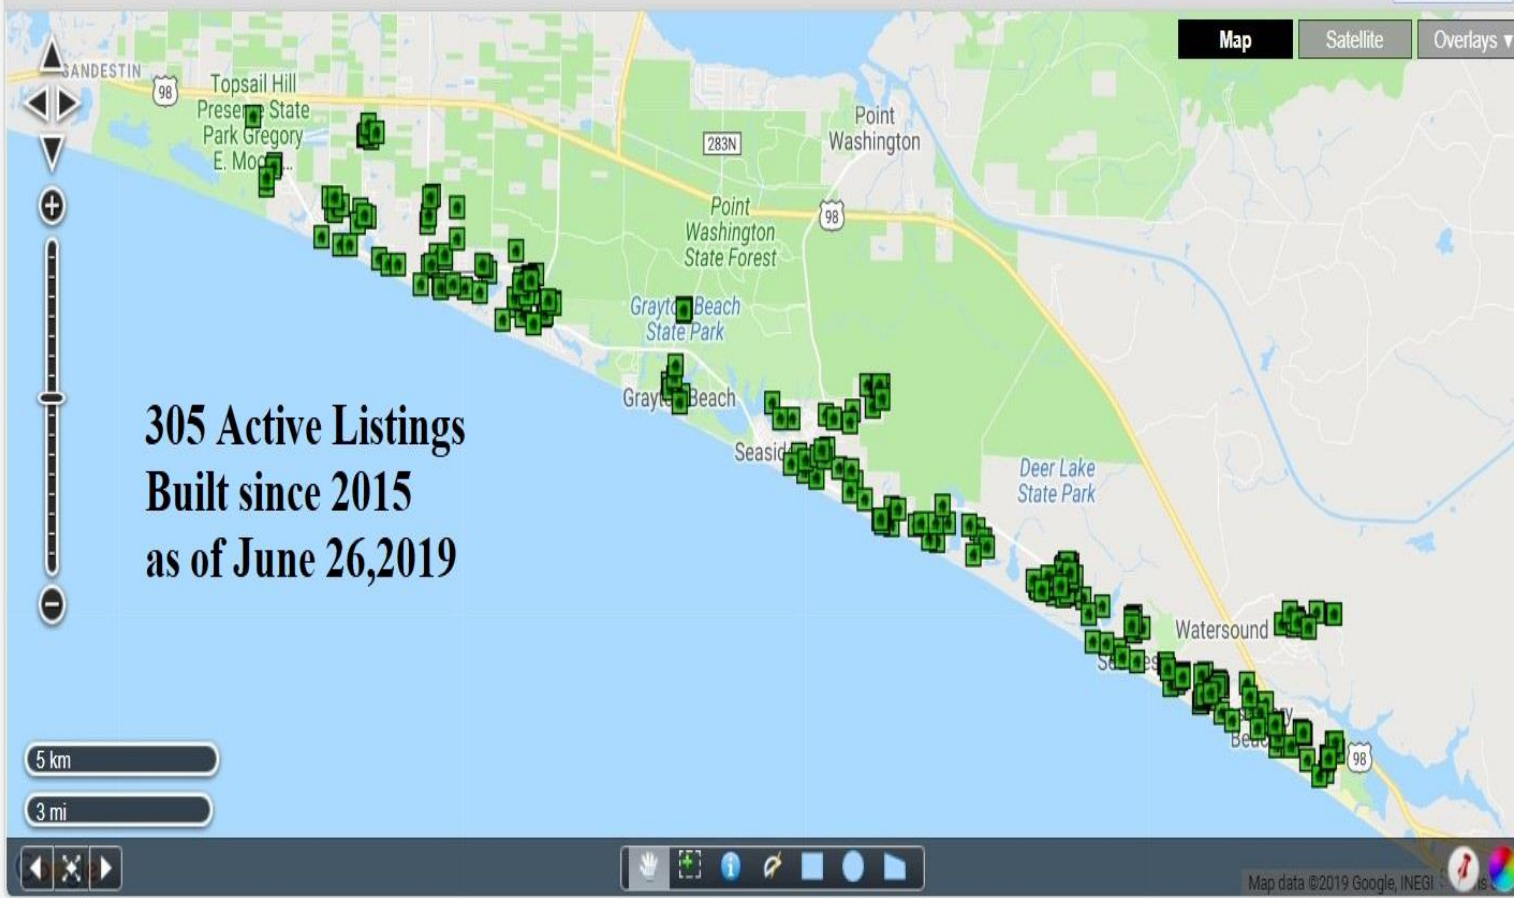 Map
Satellite
Overlays ▾
SANDESTIN
98
Topsail Hill
Preserve State
Park Gregory
E. Moo
283N
Point
Washington
98
Point
Washington
State Forest
Grayton Beach
State Park
Grayton Beach
Seaside
Deer Lake
State Park
305 Active Listings
Built since 2015
as of June 26,2019
Watersound
98
5 km
3 mi
Map data ©2019 Google, INEGI